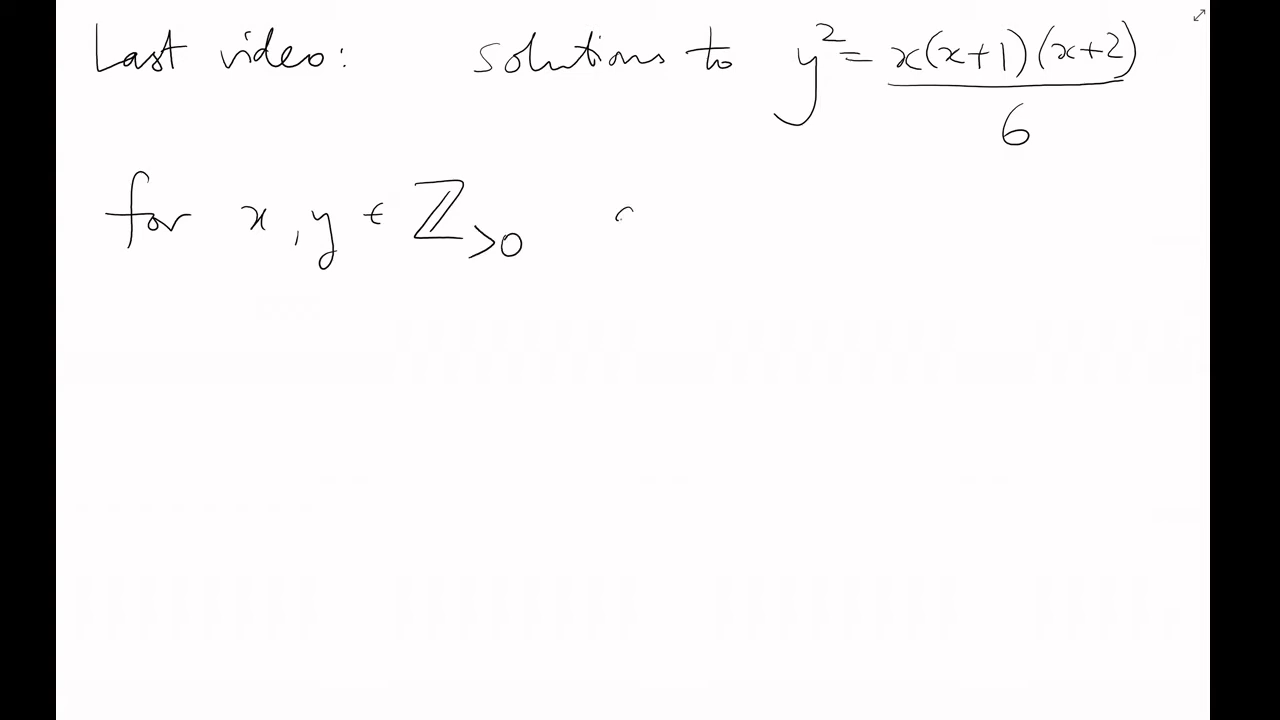 Last video: solutions to y² = x(x+1)(x+2)/6
for x, y ∈ ℤ>0